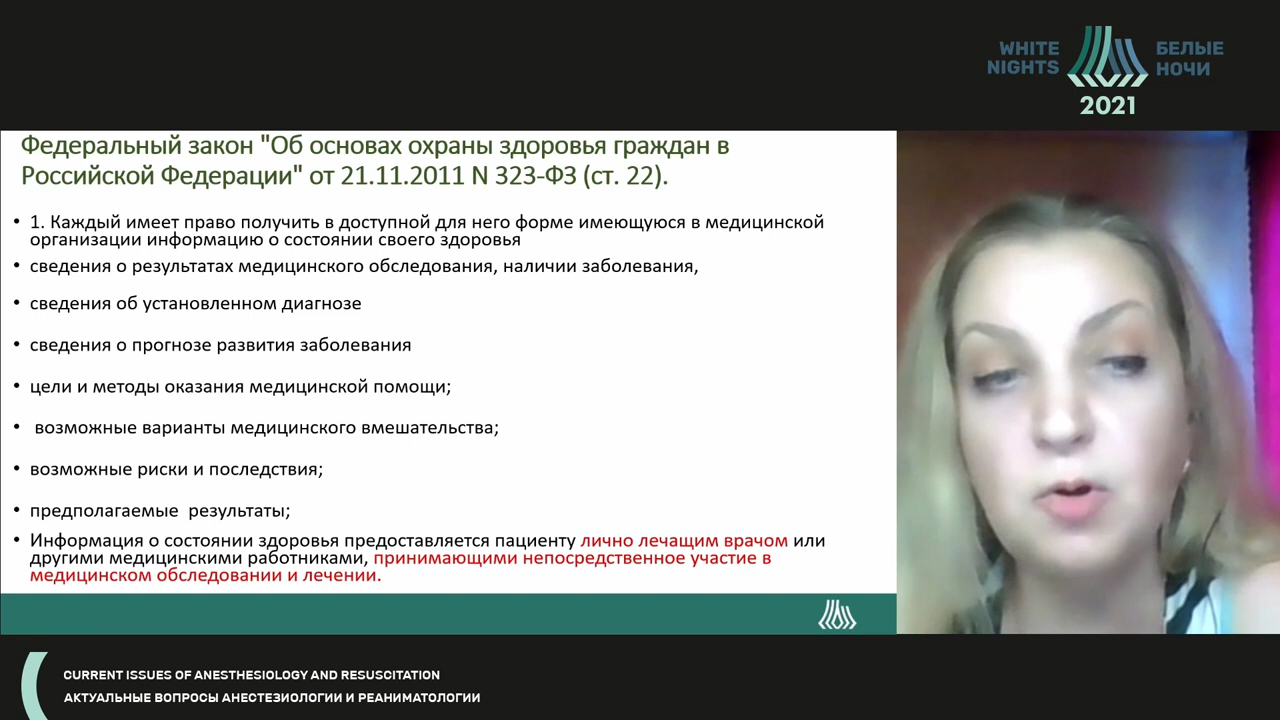 WHITE
NIGHTS
БЕЛЫЕ
НОЧИ
2021
Федеральный закон "Об основах охраны здоровья граждан в
Российской Федерации" от 21.11.2011 N 323-ФЗ (ст. 22).
• 1. Каждый имеет право получить в доступной для него форме имеющуюся в медицинской
организации информацию о состоянии своего здоровья
• сведения о результатах медицинского обследования, наличии заболевания,
• сведения об установленном диагнозе
• сведения о прогнозе развития заболевания
• цели и методы оказания медицинской помощи;
• возможные варианты медицинского вмешательства;
• возможные риски и последствия;
• предполагаемые  результаты;
• Информация о состоянии здоровья предоставляется пациенту лично лечащим врачом или
другими медицинскими работниками, принимающими непосредственное участие в
медицинском обследовании и лечении.
CURRENT ISSUES OF ANESTHESIOLOGY AND RESUSCITATION
АКТУАЛЬНЫЕ ВОПРОСЫ АНЕСТЕЗИОЛОГИИ И РЕАНИМАТОЛОГИИ